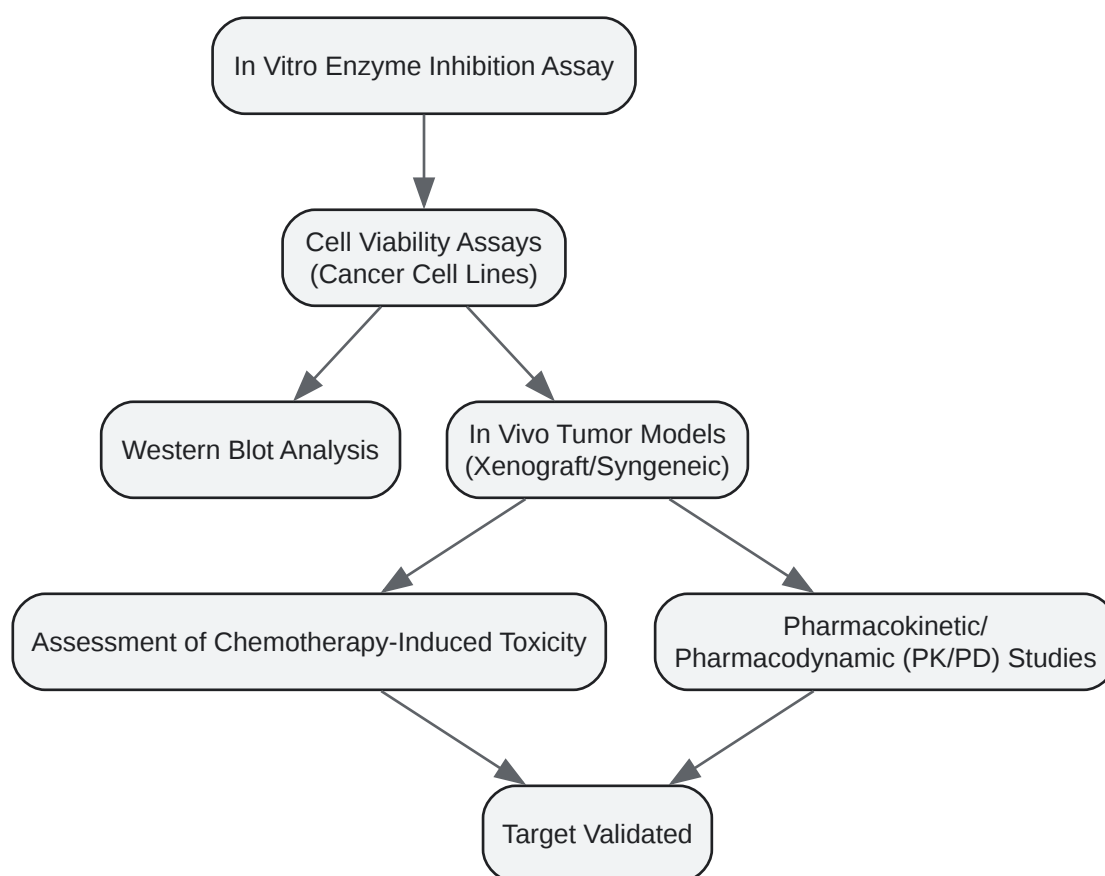 In Vitro Enzyme Inhibition Assay
Cell Viability Assays
(Cancer Cell Lines)
Western Blot Analysis
In Vivo Tumor Models
(Xenograft/Syngeneic)
Assessment of Chemotherapy-Induced Toxicity
Pharmacokinetic/
Pharmacodynamic (PK/PD) Studies
Target Validated